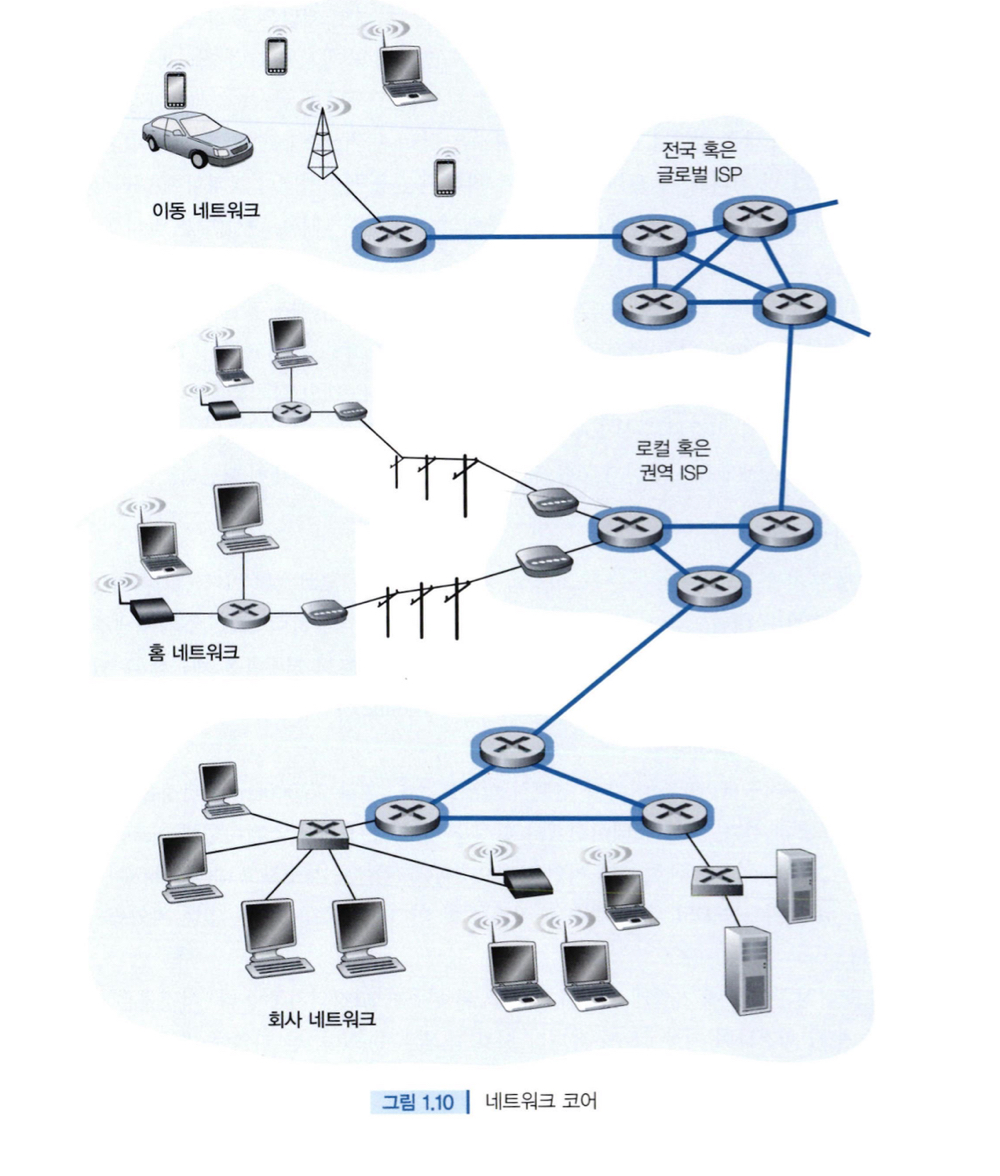 전국 혹은
글로벌 ISP
이동 네트워크
로컬 혹은
권역 ISP
홈 네트워크
회사 네트워크
그림 1.10 네트워크 코어